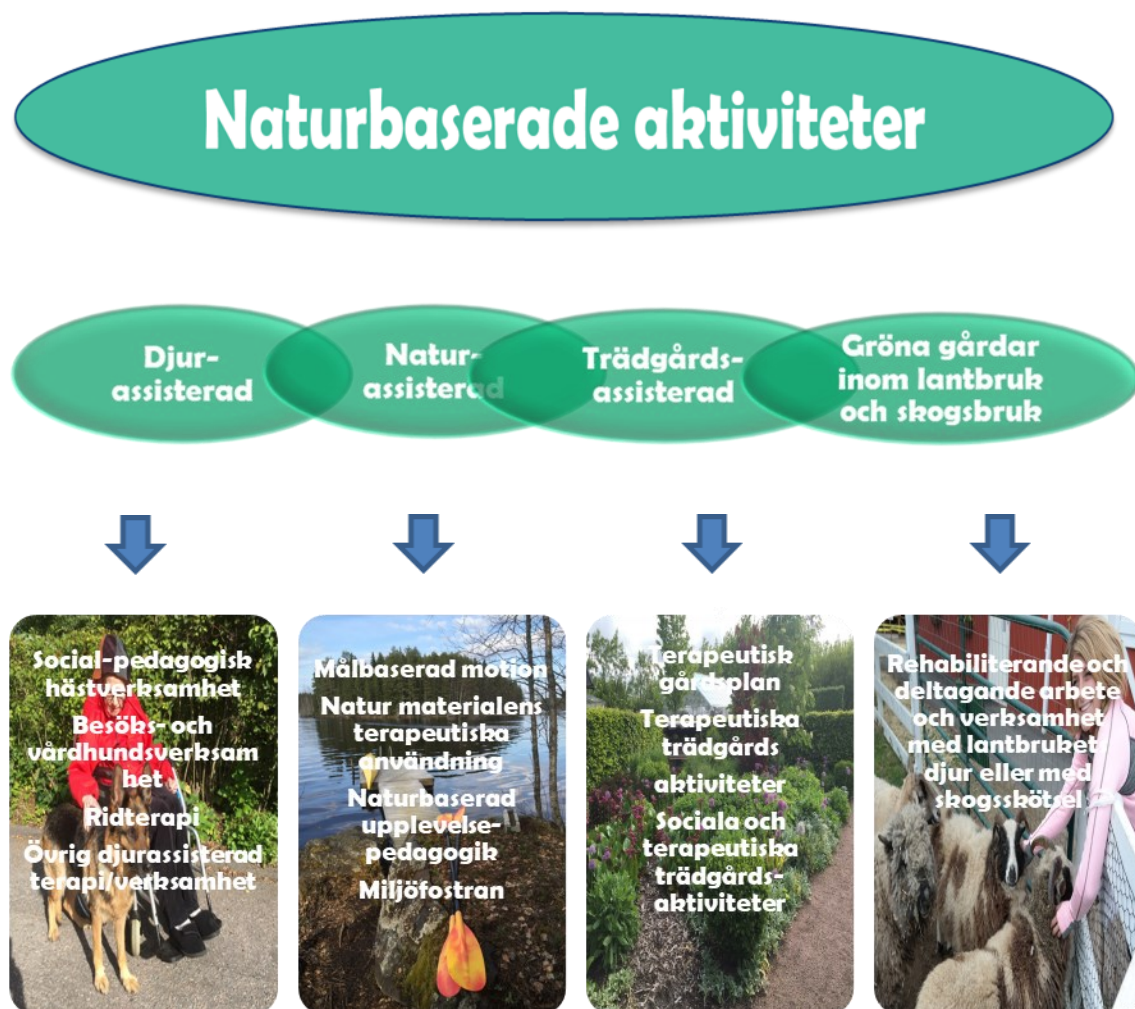 Naturbaserade aktiviteter
Djur-
assisterad
Natur-
assisterad
Trädgårds-
assisterad
Gröna gårdar
inom lantbruk
och skogsbruk
Social-pedagogisk
hästverksamhet
Besöks- och
vårdhundsverksam
het
Ridterapi
Övrig djurassisterad
terapi/verksamhet
Målbaserad motion
Natur materialens
terapeutiska
användning
Naturbaserad
upplevelse-
pedagogik
Miljöfostran
Terapeutisk
gårdsplan
Terapeutiska
trädgårds
aktiviteter
Sociala och
terapeutiska
trädgårds-
aktiviteter
Rehabiliterande och
deltagande arbete
och verksamhet
med lantbrukets
djur eller med
skogsskötsel